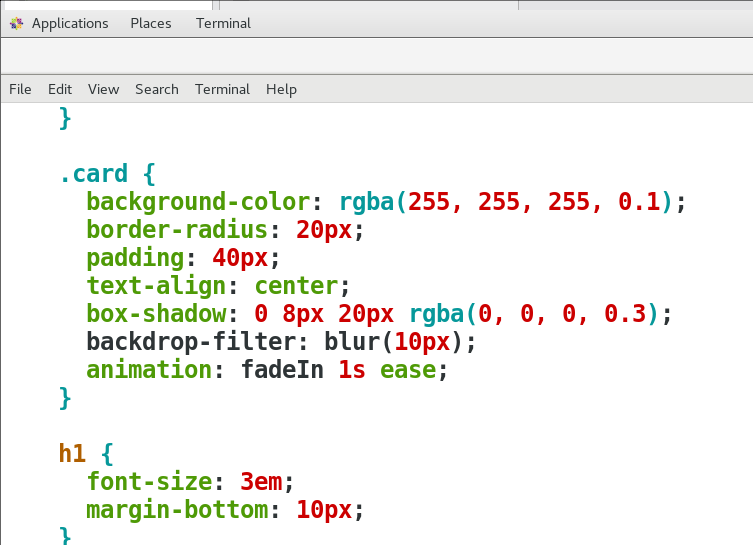 Applications Places Terminal
File Edit View Search Terminal Help
}
.card {
background-color: rgba(255, 255, 255, 0.1);
border-radius: 20px;
padding: 40px;
text-align: center;
box-shadow: 0 8px 20px rgba(0, 0, 0, 0.3);
backdrop-filter: blur(10px);
animation: fadeIn 1s ease;
}
h1 {
font-size: 3em;
margin-bottom: 10px;
}